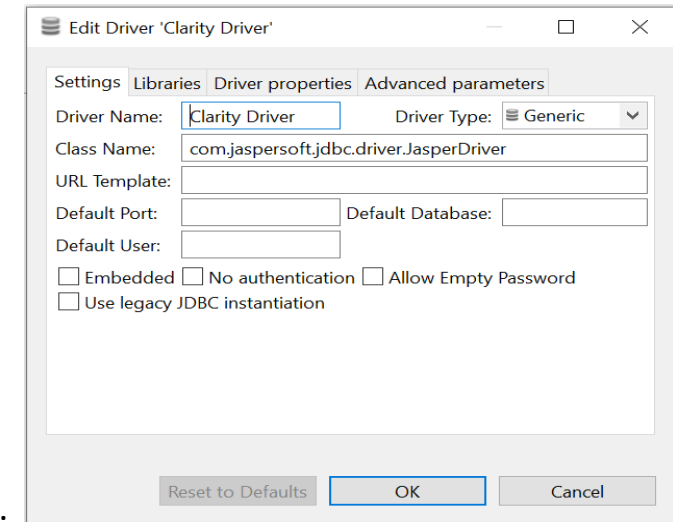 Edit Driver 'Clarity Driver'
Settings Libraries Driver properties Advanced parameters
Driver Name: Clarity Driver Driver Type: Generic
Class Name: com.jaspersoft.jdbc.driver.JasperDriver
URL Template:
Default Port: Default Database:
Default User:
Embedded No authentication Allow Empty Password
Use legacy JDBC instantiation
Reset to Defaults OK Cancel